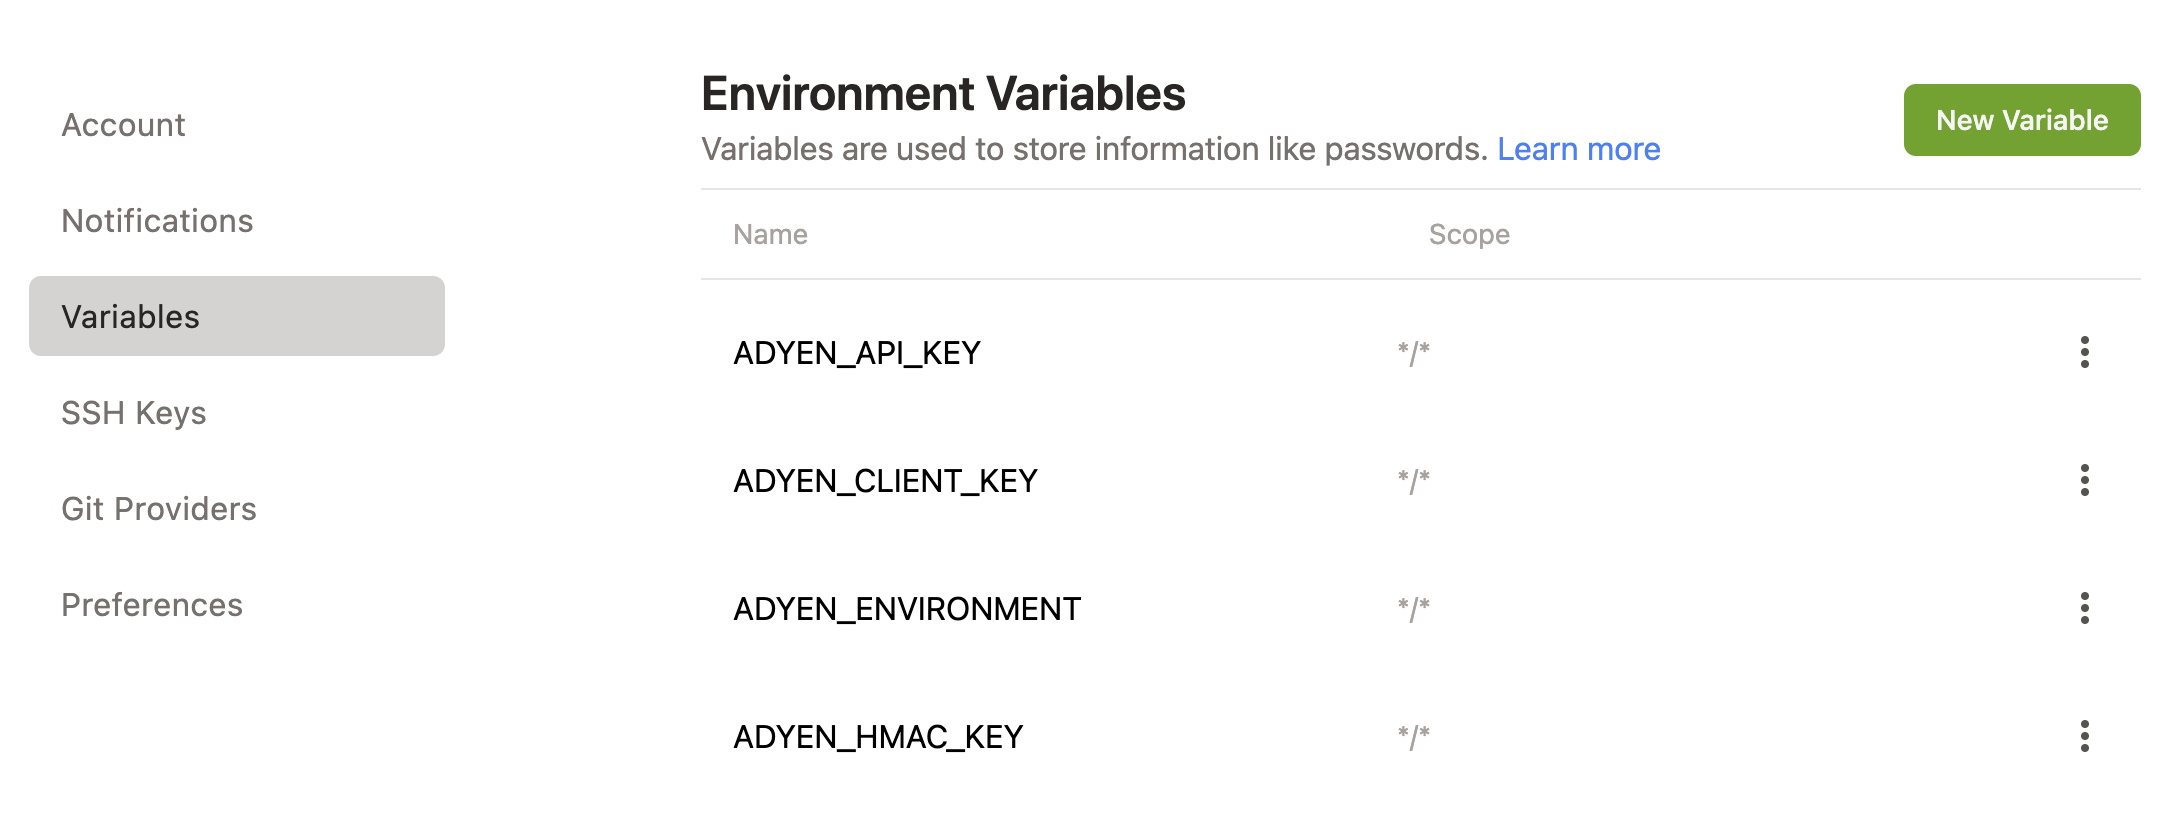 Account
Notifications
Variables
SSH Keys
Git Providers
Preferences
Environment Variables
Variables are used to store information like passwords. Learn more
New Variable
Name Scope
ADYEN_API_KEY */*
ADYEN_CLIENT_KEY */*
ADYEN_ENVIRONMENT */*
ADYEN_HMAC_KEY */*